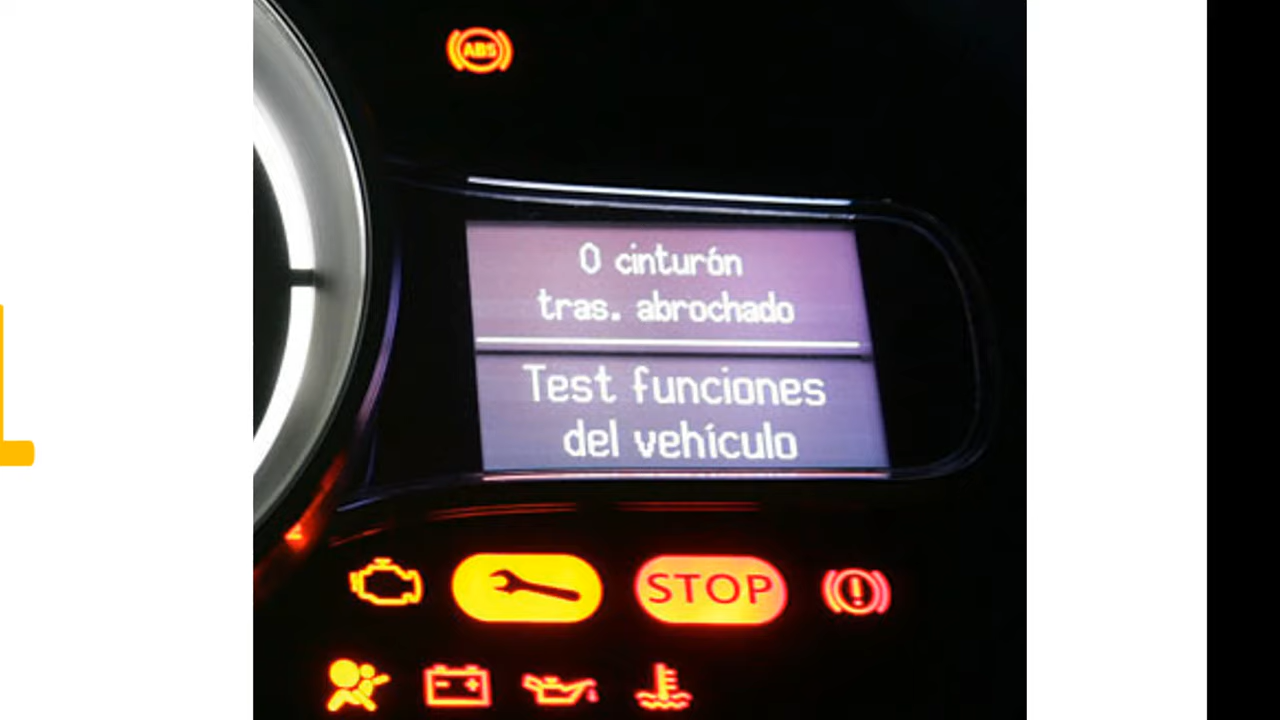 ABS
0 cinturón
tras. abrochado
Test funciones
del vehículo
STOP